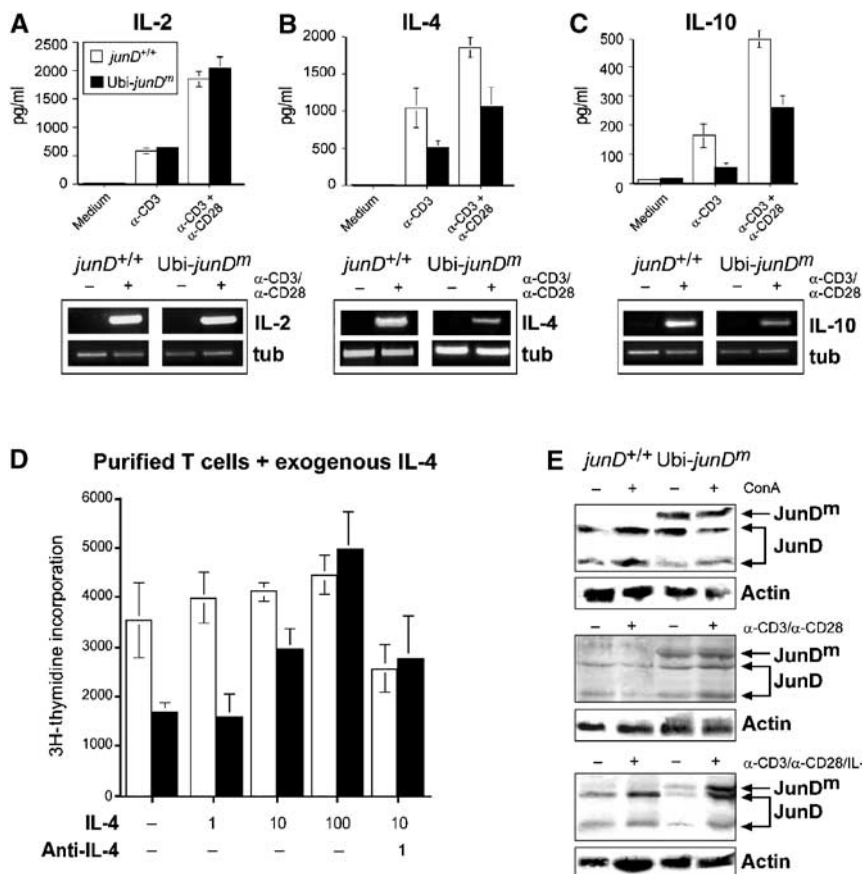 A IL-2
pg/ml
2500
2000
1500
1000
500
0
junD+/+
Ubi-junDm
Medium
α-CD3
α-CD3 +
α-CD28
junD+/+ Ubi-junDm
– + – + α-CD3/
α-CD28
IL-2
tub
B IL-4
pg/ml
2000
1500
1000
500
0
Medium
α-CD3
α-CD3 +
α-CD28
junD+/+ Ubi-junDm
– + – + α-CD3/
α-CD28
IL-4
tub
C IL-10
pg/ml
500
400
300
200
100
0
Medium
α-CD3
α-CD3 +
α-CD28
junD+/+ Ubi-junDm
– + – + α-CD3/
α-CD28
IL-10
tub
D Purified T cells + exogenous IL-4
3H-thymidine incorporation
6000
5000
4000
3000
2000
1000
0
IL-4 – 1 10 100 10
Anti-IL-4 – – – – 1
E junD+/+ Ubi-junDm
– + – + ConA
JunDm
JunD
Actin
– + – + α-CD3/α-CD28
JunDm
JunD
Actin
– + – + α-CD3/α-CD28/IL-
JunDm
JunD
Actin